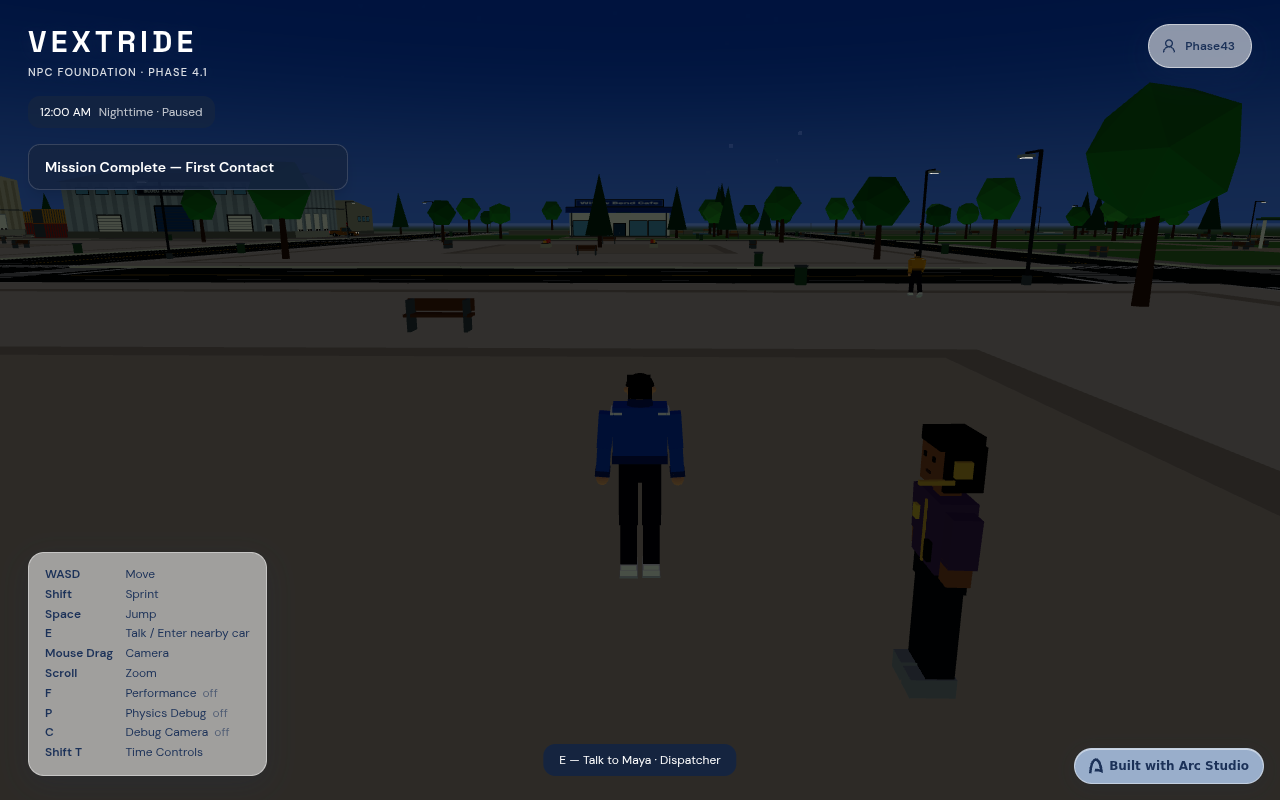 VEXTRIDE
NPC FOUNDATION · PHASE 4.1
12:00 AM Nighttime · Paused
Mission Complete — First Contact
Phase43
WASD Move
Shift Sprint
Space Jump
E Talk / Enter nearby car
Mouse Drag Camera
Scroll Zoom
F Performance off
P Physics Debug off
C Debug Camera off
Shift T Time Controls
E — Talk to Maya · Dispatcher
Built with Arc Studio